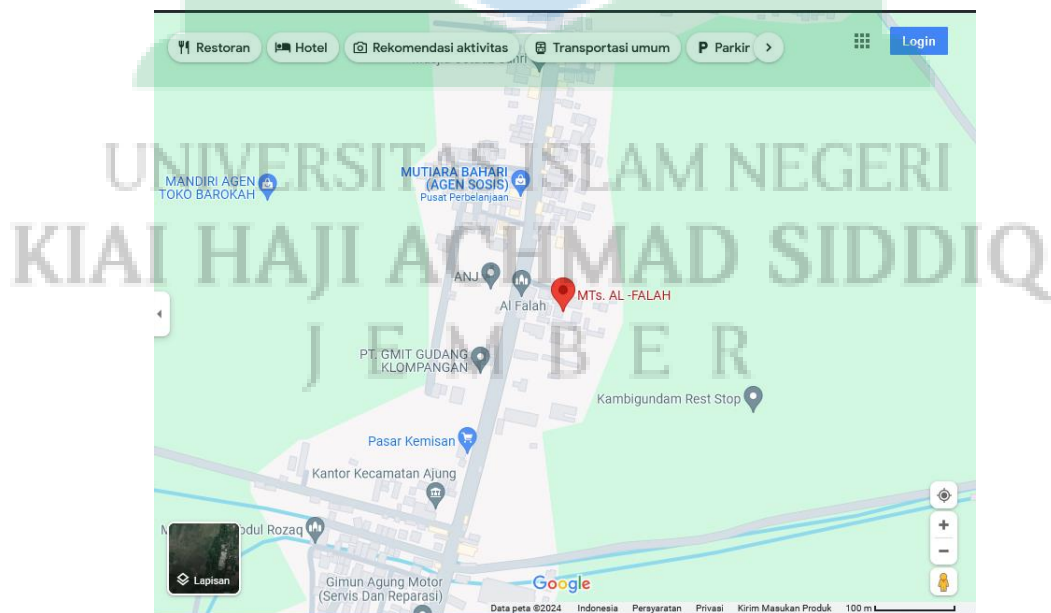 Restoran
Hotel
Rekomendasi aktivitas
Transportasi umum
P Parkir
Login
UNIVERSITAS ISLAM NEGERI
MANDIRI AGEN
TOKO BAROKAH
MUTIARA BAHARI
(AGEN SOSIS)
Pusat Perbelanjaan
KIAI HAJI ACHMAD SIDDIQ
ANJ
Al Falah
MTs. AL -FALAH
JEMBER
PT. GMIT GUDANG
KLOMPANGAN
Kambigundam Rest Stop
Pasar Kemisan
Kantor Kecamatan Ajung
Rozaq
Lapisan
Gimun Agung Motor
(Servis Dan Reparasi)
Google
Data peta ©2024
Indonesia
Persyaratan
Privasi
Kirim Masukan Produk
100 m